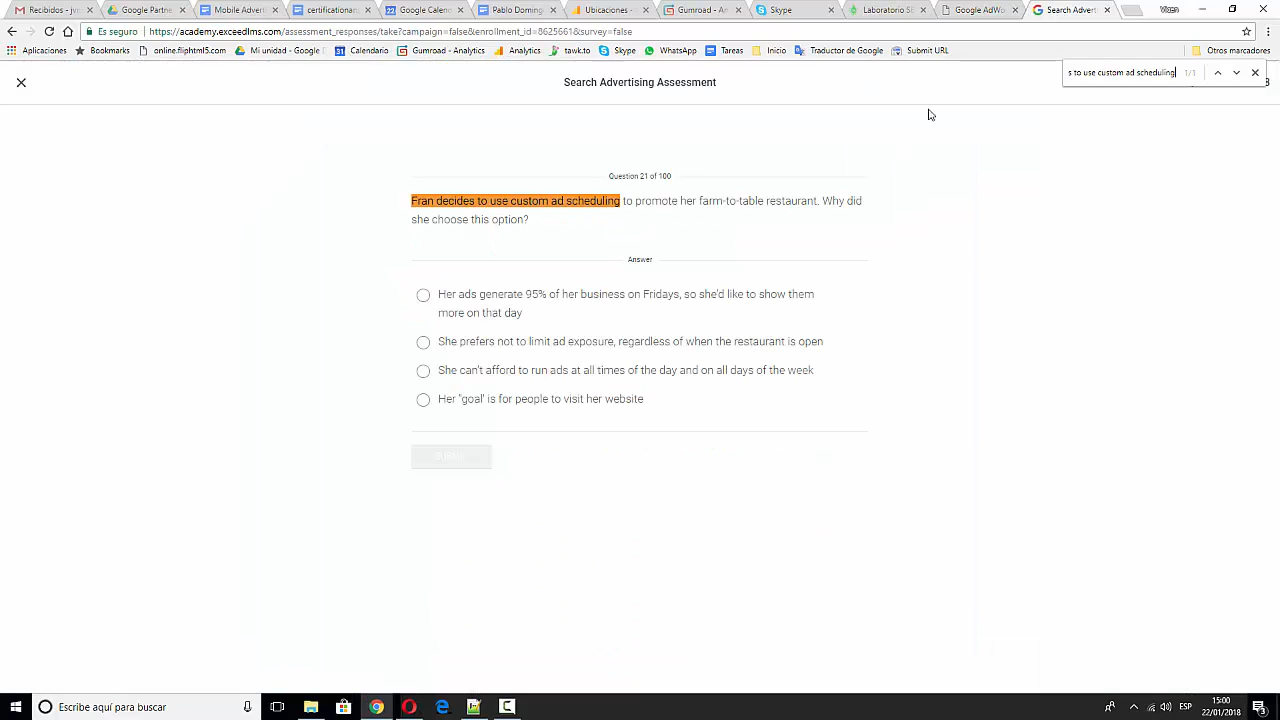 Recibidos - jv
Google Partne
Mobile Adverti
certificationar
Google Calend
Pablo Doming
Ubicaciones -
Gumroad - An
Skype
Laboratorio SE
Google AdWo
Search Adverti
Es seguro
https://academy.exceedlms.com/assessment_responses/take?campaign=false&enrollment_id=8625661&survey=false
Aplicaciones
Bookmarks
online.fliphtml5.com
Mi unidad - Google D
Calendario
Gumroad - Analytics
Analytics
tawk.to
Skype
WhatsApp
Tareas
Inicio
Traductor de Google
Submit URL
Otros marcadores
s to use custom ad scheduling
1/1
Search Advertising Assessment
8
Question 21 of 100
Fran decides to use custom ad scheduling to promote her farm-to-table restaurant. Why did
she choose this option?
Answer
Her ads generate 95% of her business on Fridays, so she'd like to show them
more on that day
She prefers not to limit ad exposure, regardless of when the restaurant is open
She can't afford to run ads at all times of the day and on all days of the week
Her "goal" is for people to visit her website
Escribe aquí para buscar
ESP
15:00
22/01/2018